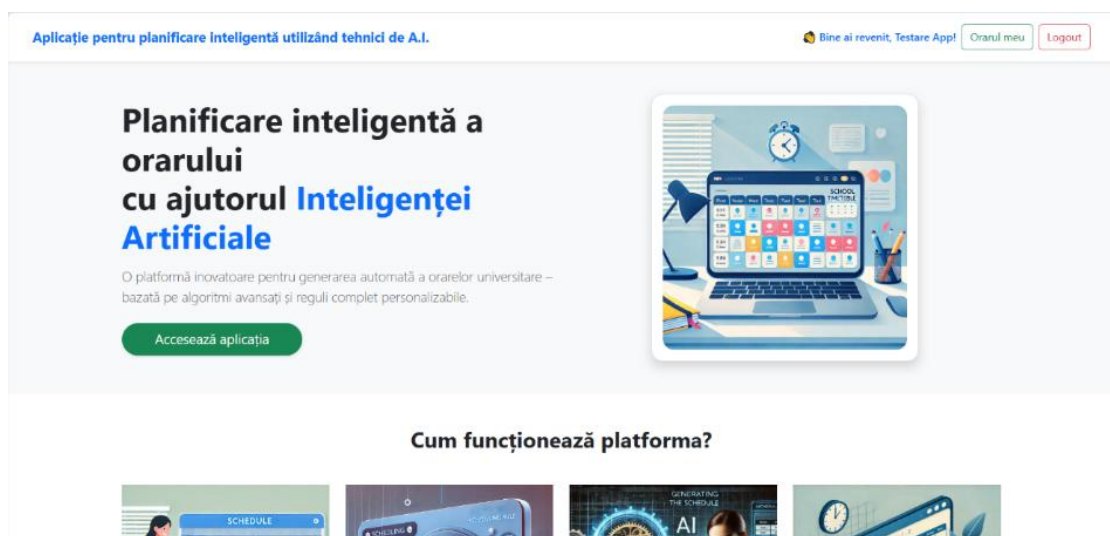 Aplicație pentru planificare inteligentă utilizând tehnici de A.I.
Bine ai revenit, Testare App!
Orarul meu
Logout
Planificare inteligentă a
orarului
cu ajutorul Inteligenței
Artificiale
O platformă inovatoare pentru generarea automată a orarelor universitare –
bazată pe algoritmi avansați și reguli complet personalizabile.
Accesează aplicația
SCHOOL
Cum funcționează platforma?
SCHEDULE
GENERATING
THE SCHEDULE
AI